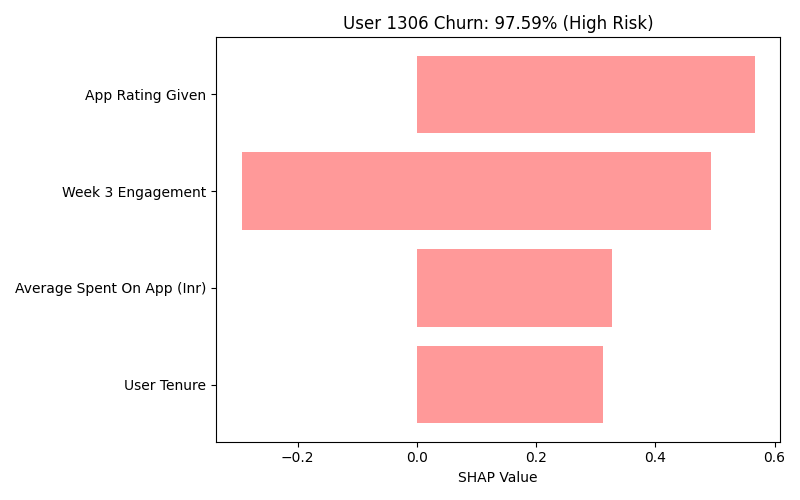 User 1306 Churn: 97.59% (High Risk)
App Rating Given
Week 3 Engagement
Average Spent On App (Inr)
User Tenure
−0.2
0.0
0.2
0.4
0.6
SHAP Value